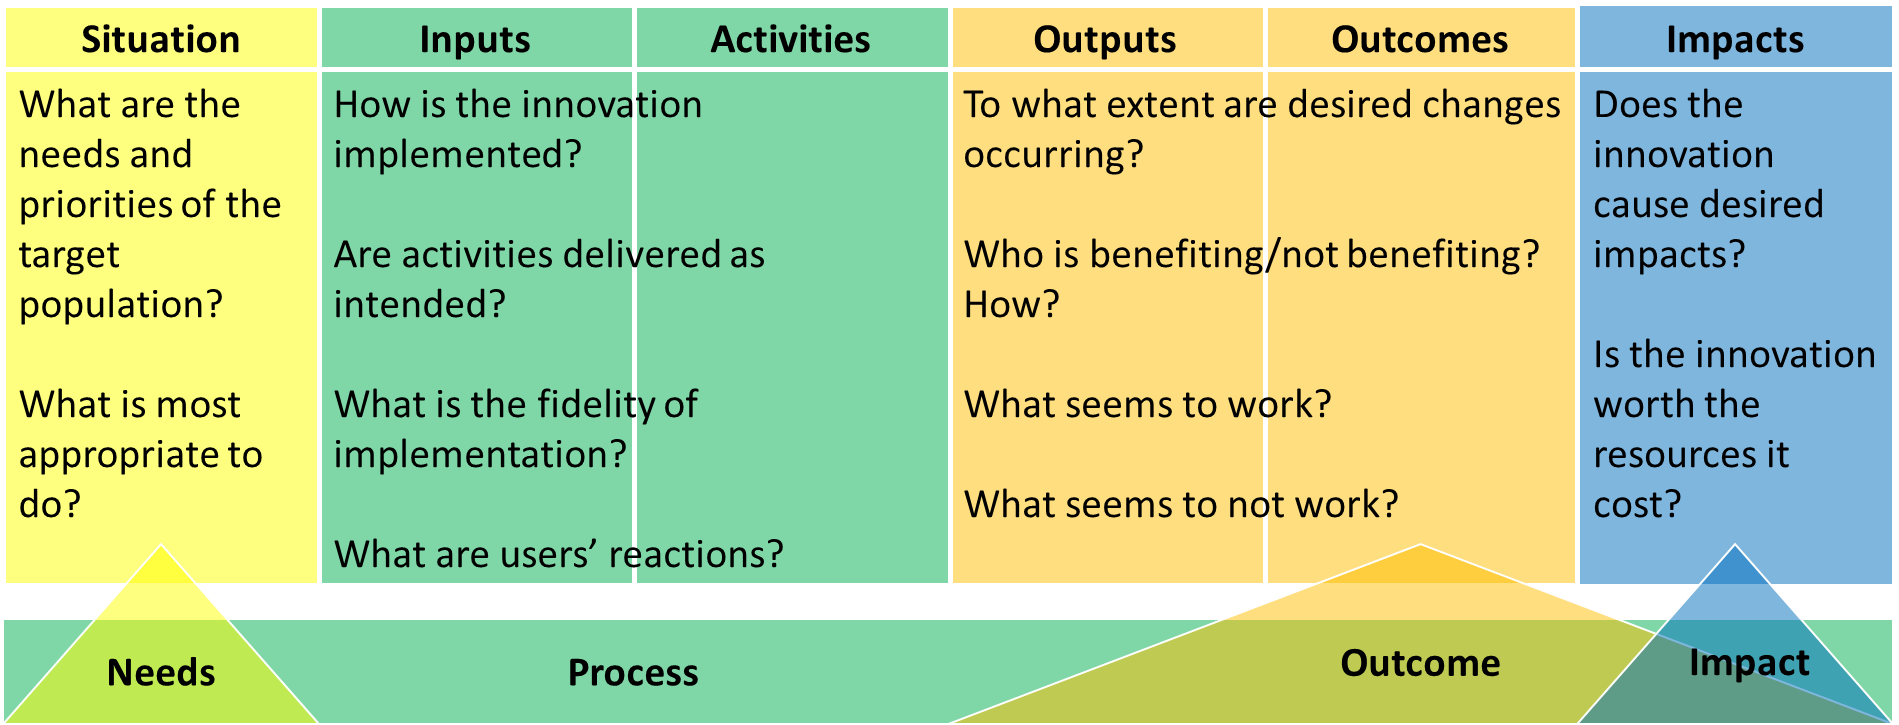 Situation
Inputs
Activities
Outputs
Outcomes
Impacts
What are the
needs and
priorities of the
target
population?
What is most
appropriate to
do?
How is the innovation
implemented?
Are activities delivered as
intended?
What is the fidelity of
implementation?
What are users’ reactions?
To what extent are desired changes
occurring?
Who is benefiting/not benefiting?
How?
What seems to work?
What seems to not work?
Does the
innovation
cause desired
impacts?
Is the innovation
worth the
resources it
cost?
Needs
Process
Outcome
Impact